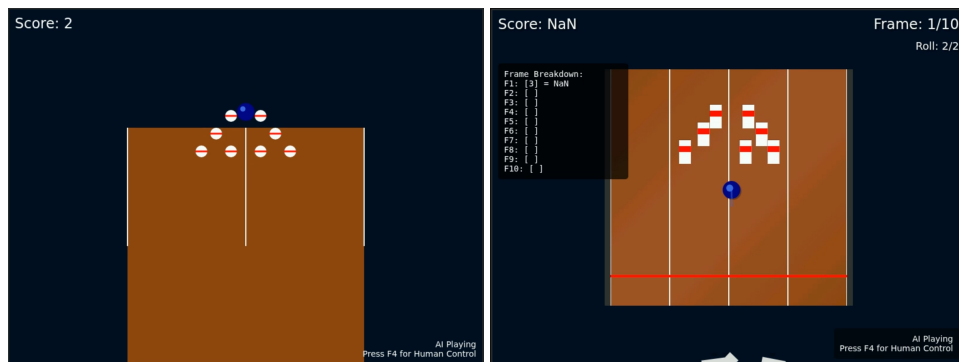 Score: 2
AI Playing
Press F4 for Human Control
Score: NaN
Frame: 1/10
Roll: 2/2
Frame Breakdown:
F1: [3] = NaN
F2: [ ]
F3: [ ]
F4: [ ]
F5: [ ]
F6: [ ]
F7: [ ]
F8: [ ]
F9: [ ]
F10: [ ]
AI Playing
Press F4 for Human Control